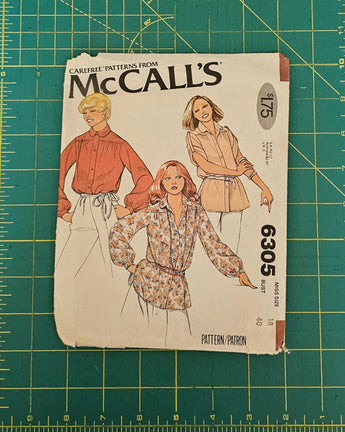 CAREFREE PATTERNS FROM
McCALL'S
$1.75
6305
MISS SIZE 18
BUST 40
PATTERN/PATRON